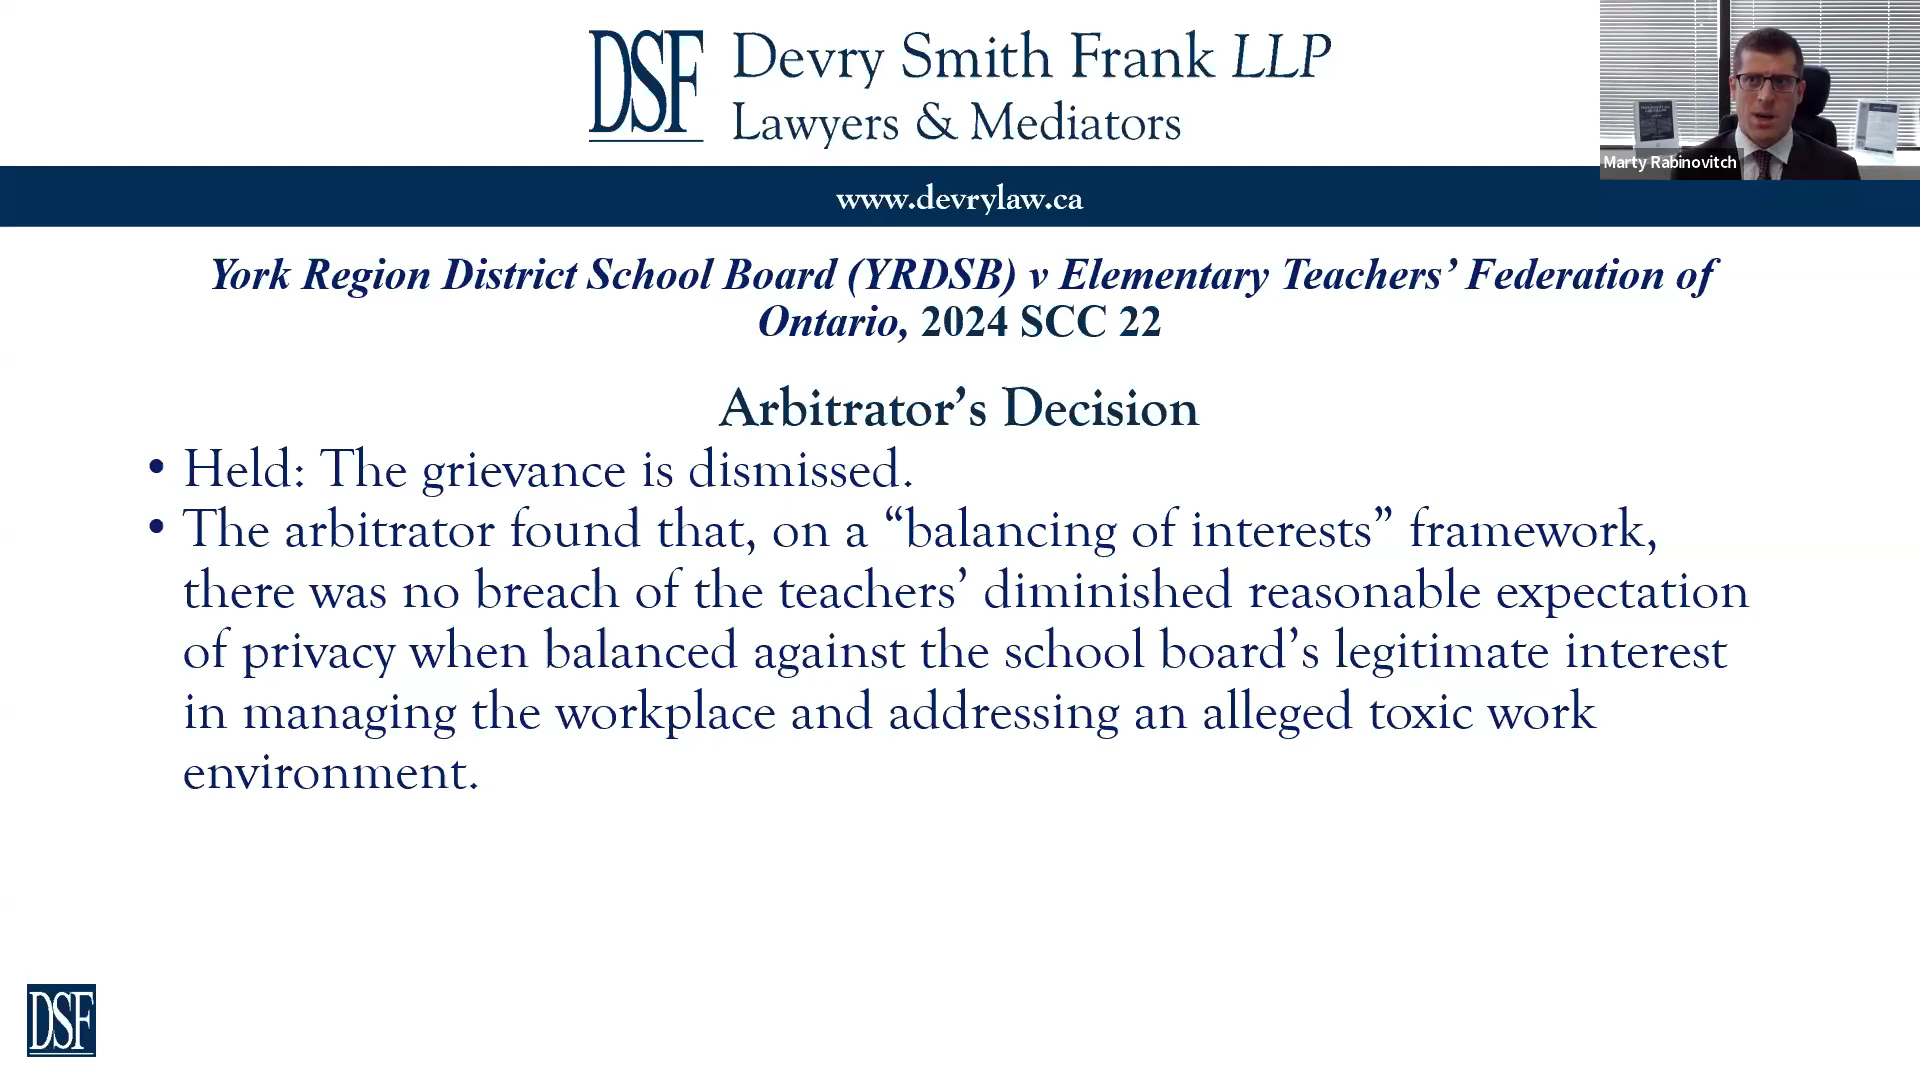 DSF
Devry Smith Frank LLP
Lawyers & Mediators
Marty Rabinovitch
www.devrylaw.ca
York Region District School Board (YRDSB) v Elementary Teachers’ Federation of
Ontario, 2024 SCC 22
Arbitrator’s Decision
• Held: The grievance is dismissed.
• The arbitrator found that, on a “balancing of interests” framework,
there was no breach of the teachers’ diminished reasonable expectation
of privacy when balanced against the school board’s legitimate interest
in managing the workplace and addressing an alleged toxic work
environment.
DSF